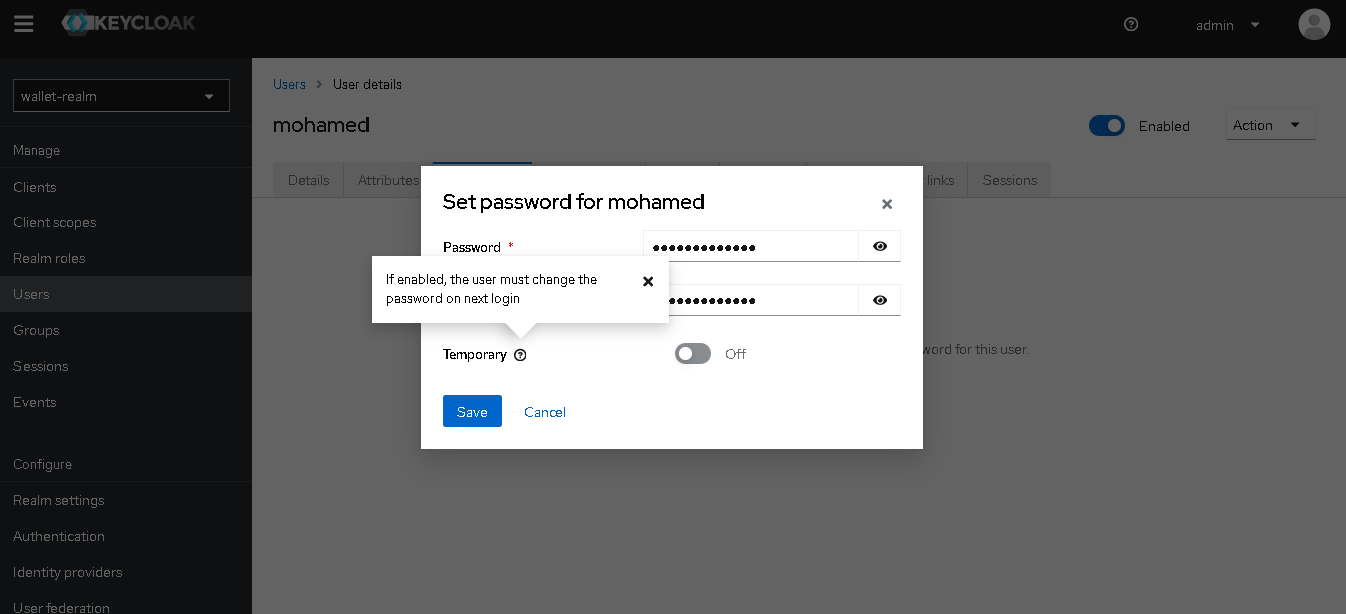 KEYCLOAK
admin
wallet-realm
Manage
Clients
Client scopes
Realm roles
Users
Groups
Sessions
Events
Configure
Realm settings
Authentication
Identity providers
User federation
Users > User details
mohamed
Enabled
Action
Details
Attributes
links
Sessions
Set password for mohamed
Password *
If enabled, the user must change the
password on next login
Temporary
Off
Save
Cancel
word for this user.